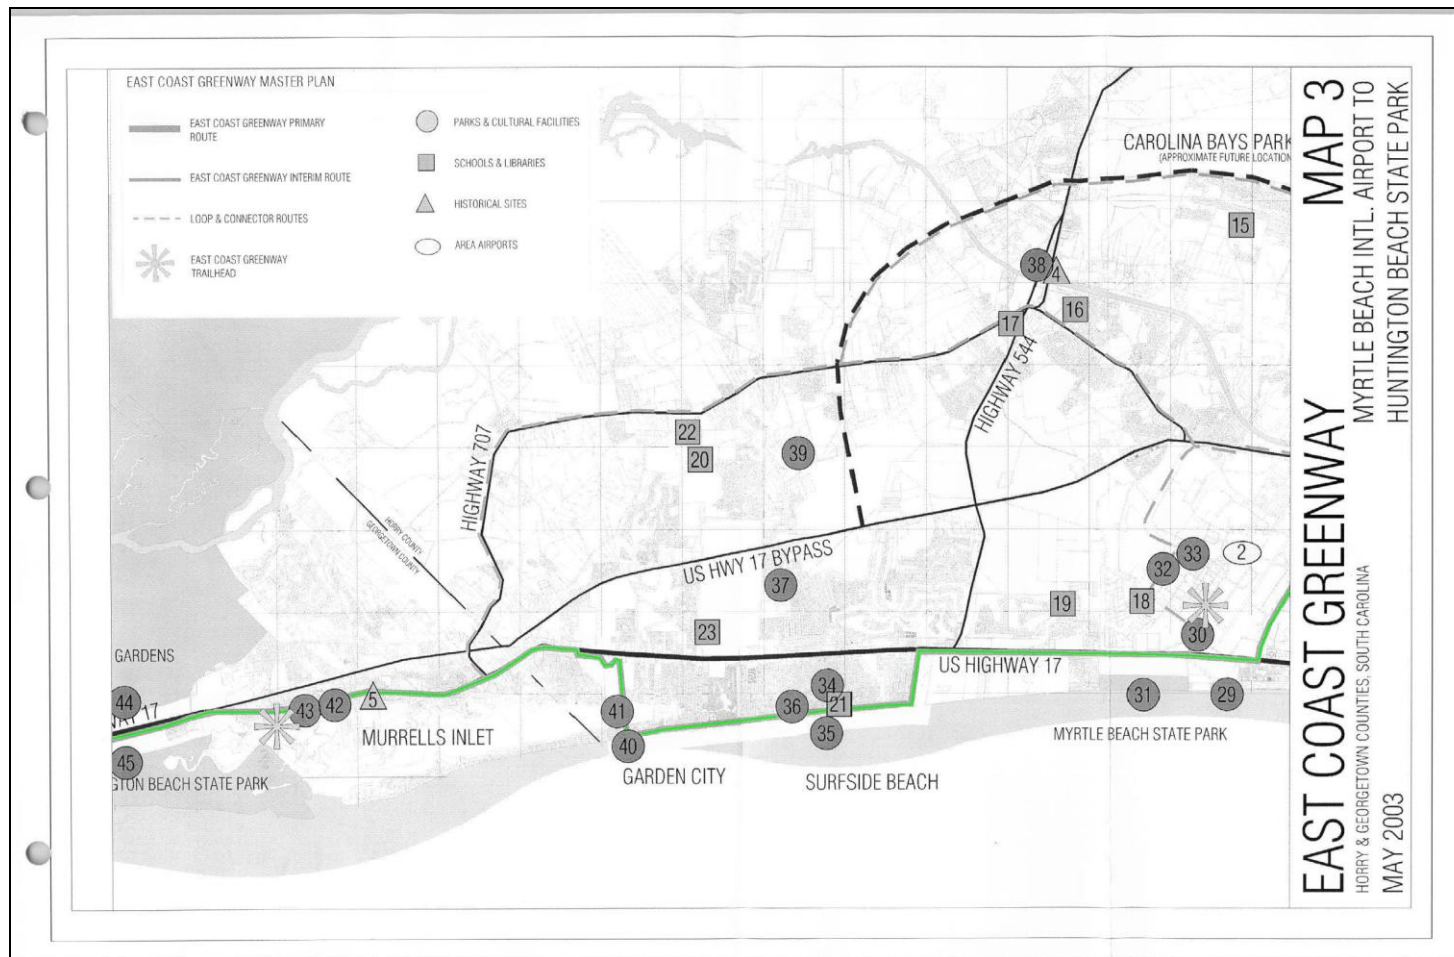 EAST COAST GREENWAY MASTER PLAN
EAST COAST GREENWAY PRIMARY
ROUTE
EAST COAST GREENWAY INTERIM ROUTE
LOOP & CONNECTOR ROUTES
EAST COAST GREENWAY
TRAILHEAD
PARKS & CULTURAL FACILITIES
SCHOOLS & LIBRARIES
HISTORICAL SITES
AREA AIRPORTS
CAROLINA BAYS PARK
(APPROXIMATE FUTURE LOCATION
15
38
4
16
17
HIGHWAY 544
22
20
39
HIGHWAY 707
HORRY COUNTY
GEORGETOWN COUNTY
US HWY 17 BYPASS
37
33
2
32
18
19
30
23
US HIGHWAY 17
GARDENS
44
WAY 17
43
42
5
41
36
34
21
35
31
29
40
MURRELLS INLET
MYRTLE BEACH STATE PARK
45
GTON BEACH STATE PARK
GARDEN CITY
SURFSIDE BEACH
EAST COAST GREENWAY
MAP 3
HORRY & GEORGETOWN COUNTIES, SOUTH CAROLINA
MYRTLE BEACH INTL. AIRPORT TO
HUNTINGTON BEACH STATE PARK
MAY 2003